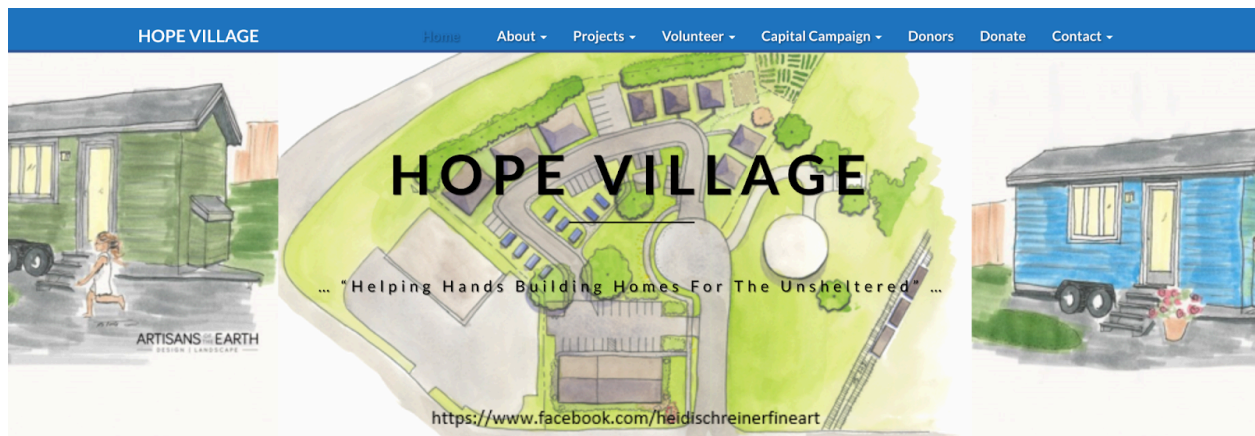 HOPE VILLAGE
Home About Projects Volunteer Capital Campaign Donors Donate Contact
HOPE VILLAGE
... “Helping Hands Building Homes For The Unsheltered” ...
ARTISANS OF THE EARTH
DESIGN | LANDSCAPE
https://www.facebook.com/heidischreinerfineart